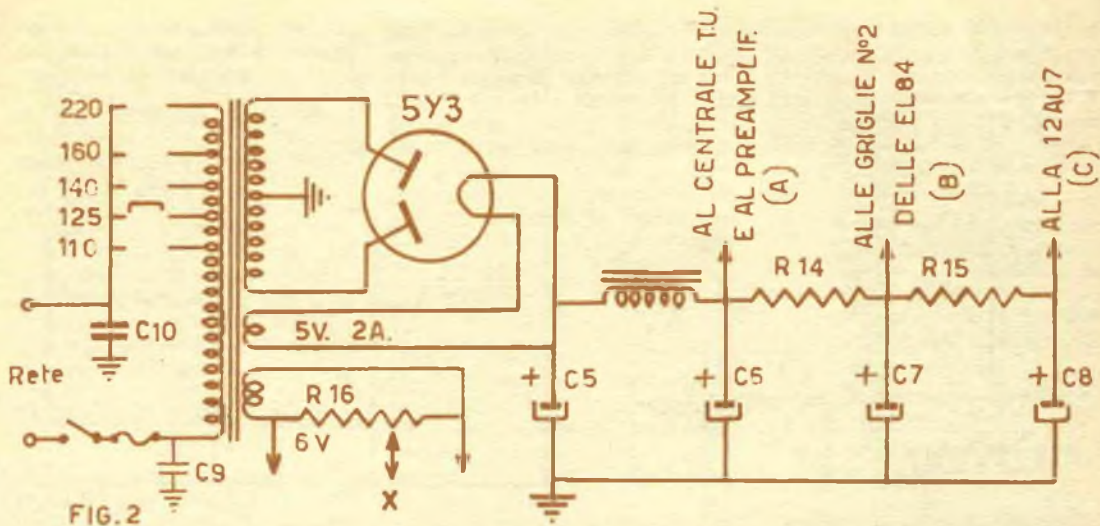 220
160
140
125
110
C10
Rete
C9
FIG. 2
5Y3
5V. 2A.
R 16
6 V
X
AL CENTRALE T.U.
E AL PREAMPLIF.
(A)
ALLE GRIGLIE Nº2
DELLE EL84
(B)
ALLA 12AU7
(C)
R 14
R 15
+ C5
+ C6
+ C7
+ C8